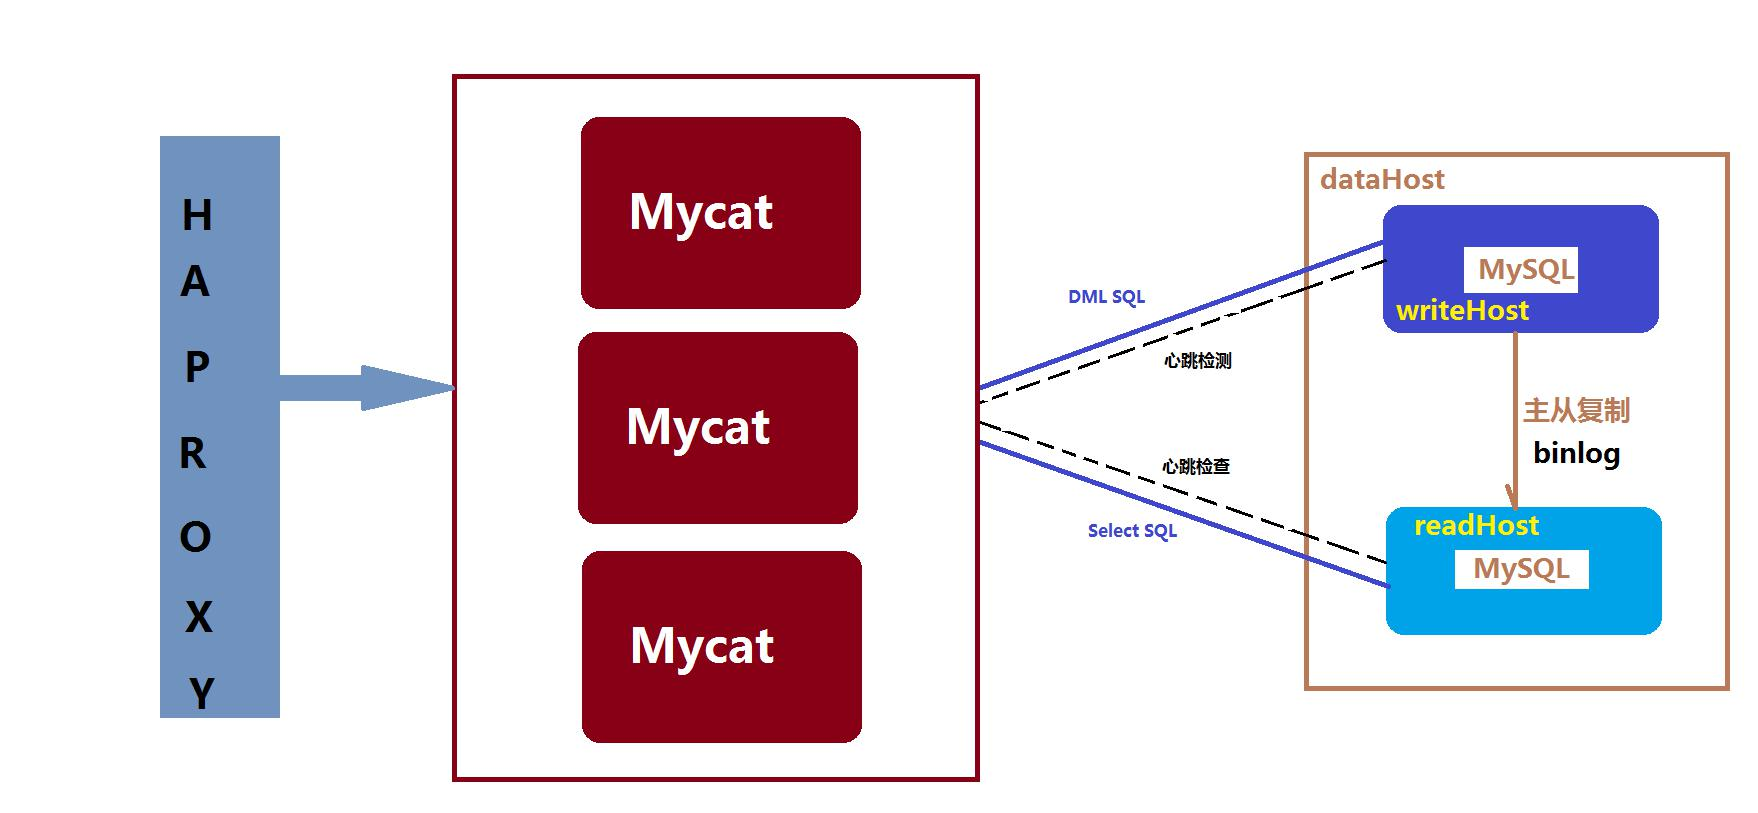 H
A
P
R
O
X
Y
Mycat
Mycat
Mycat
DML SQL
心跳检测
心跳检查
Select SQL
dataHost
MySQL
writeHost
主从复制
binlog
readHost
MySQL